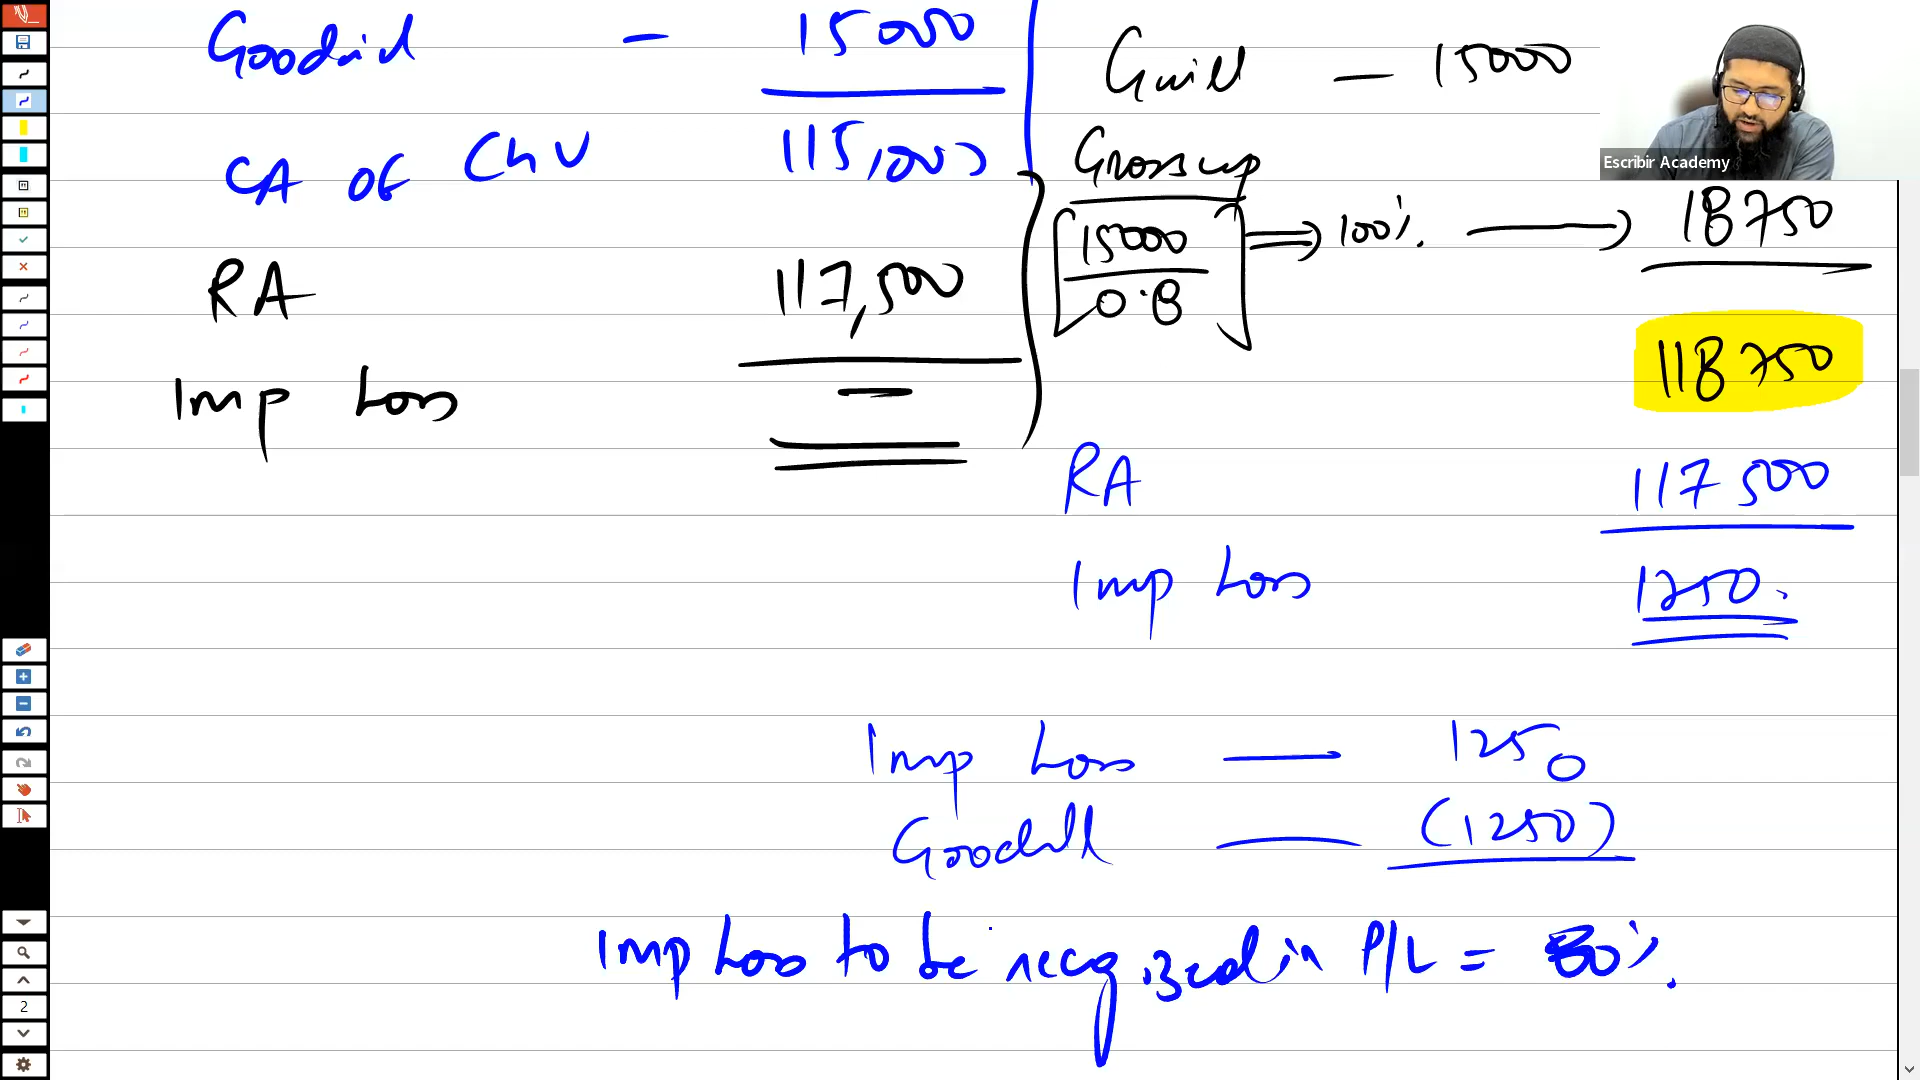 Goodwil — 15000
CA of CGU 115,000
RA 117,500
Imp Loss —
Gwill — 15000
Gross up
15000 / 0.8 ⇒ 100% → 18750
118750
RA 117500
Imp Loss 1250
Imp Loss — 1250
Goodwill — (1250)
Imp Loss to be recognized in P/L = 80%.
Escribir Academy
2